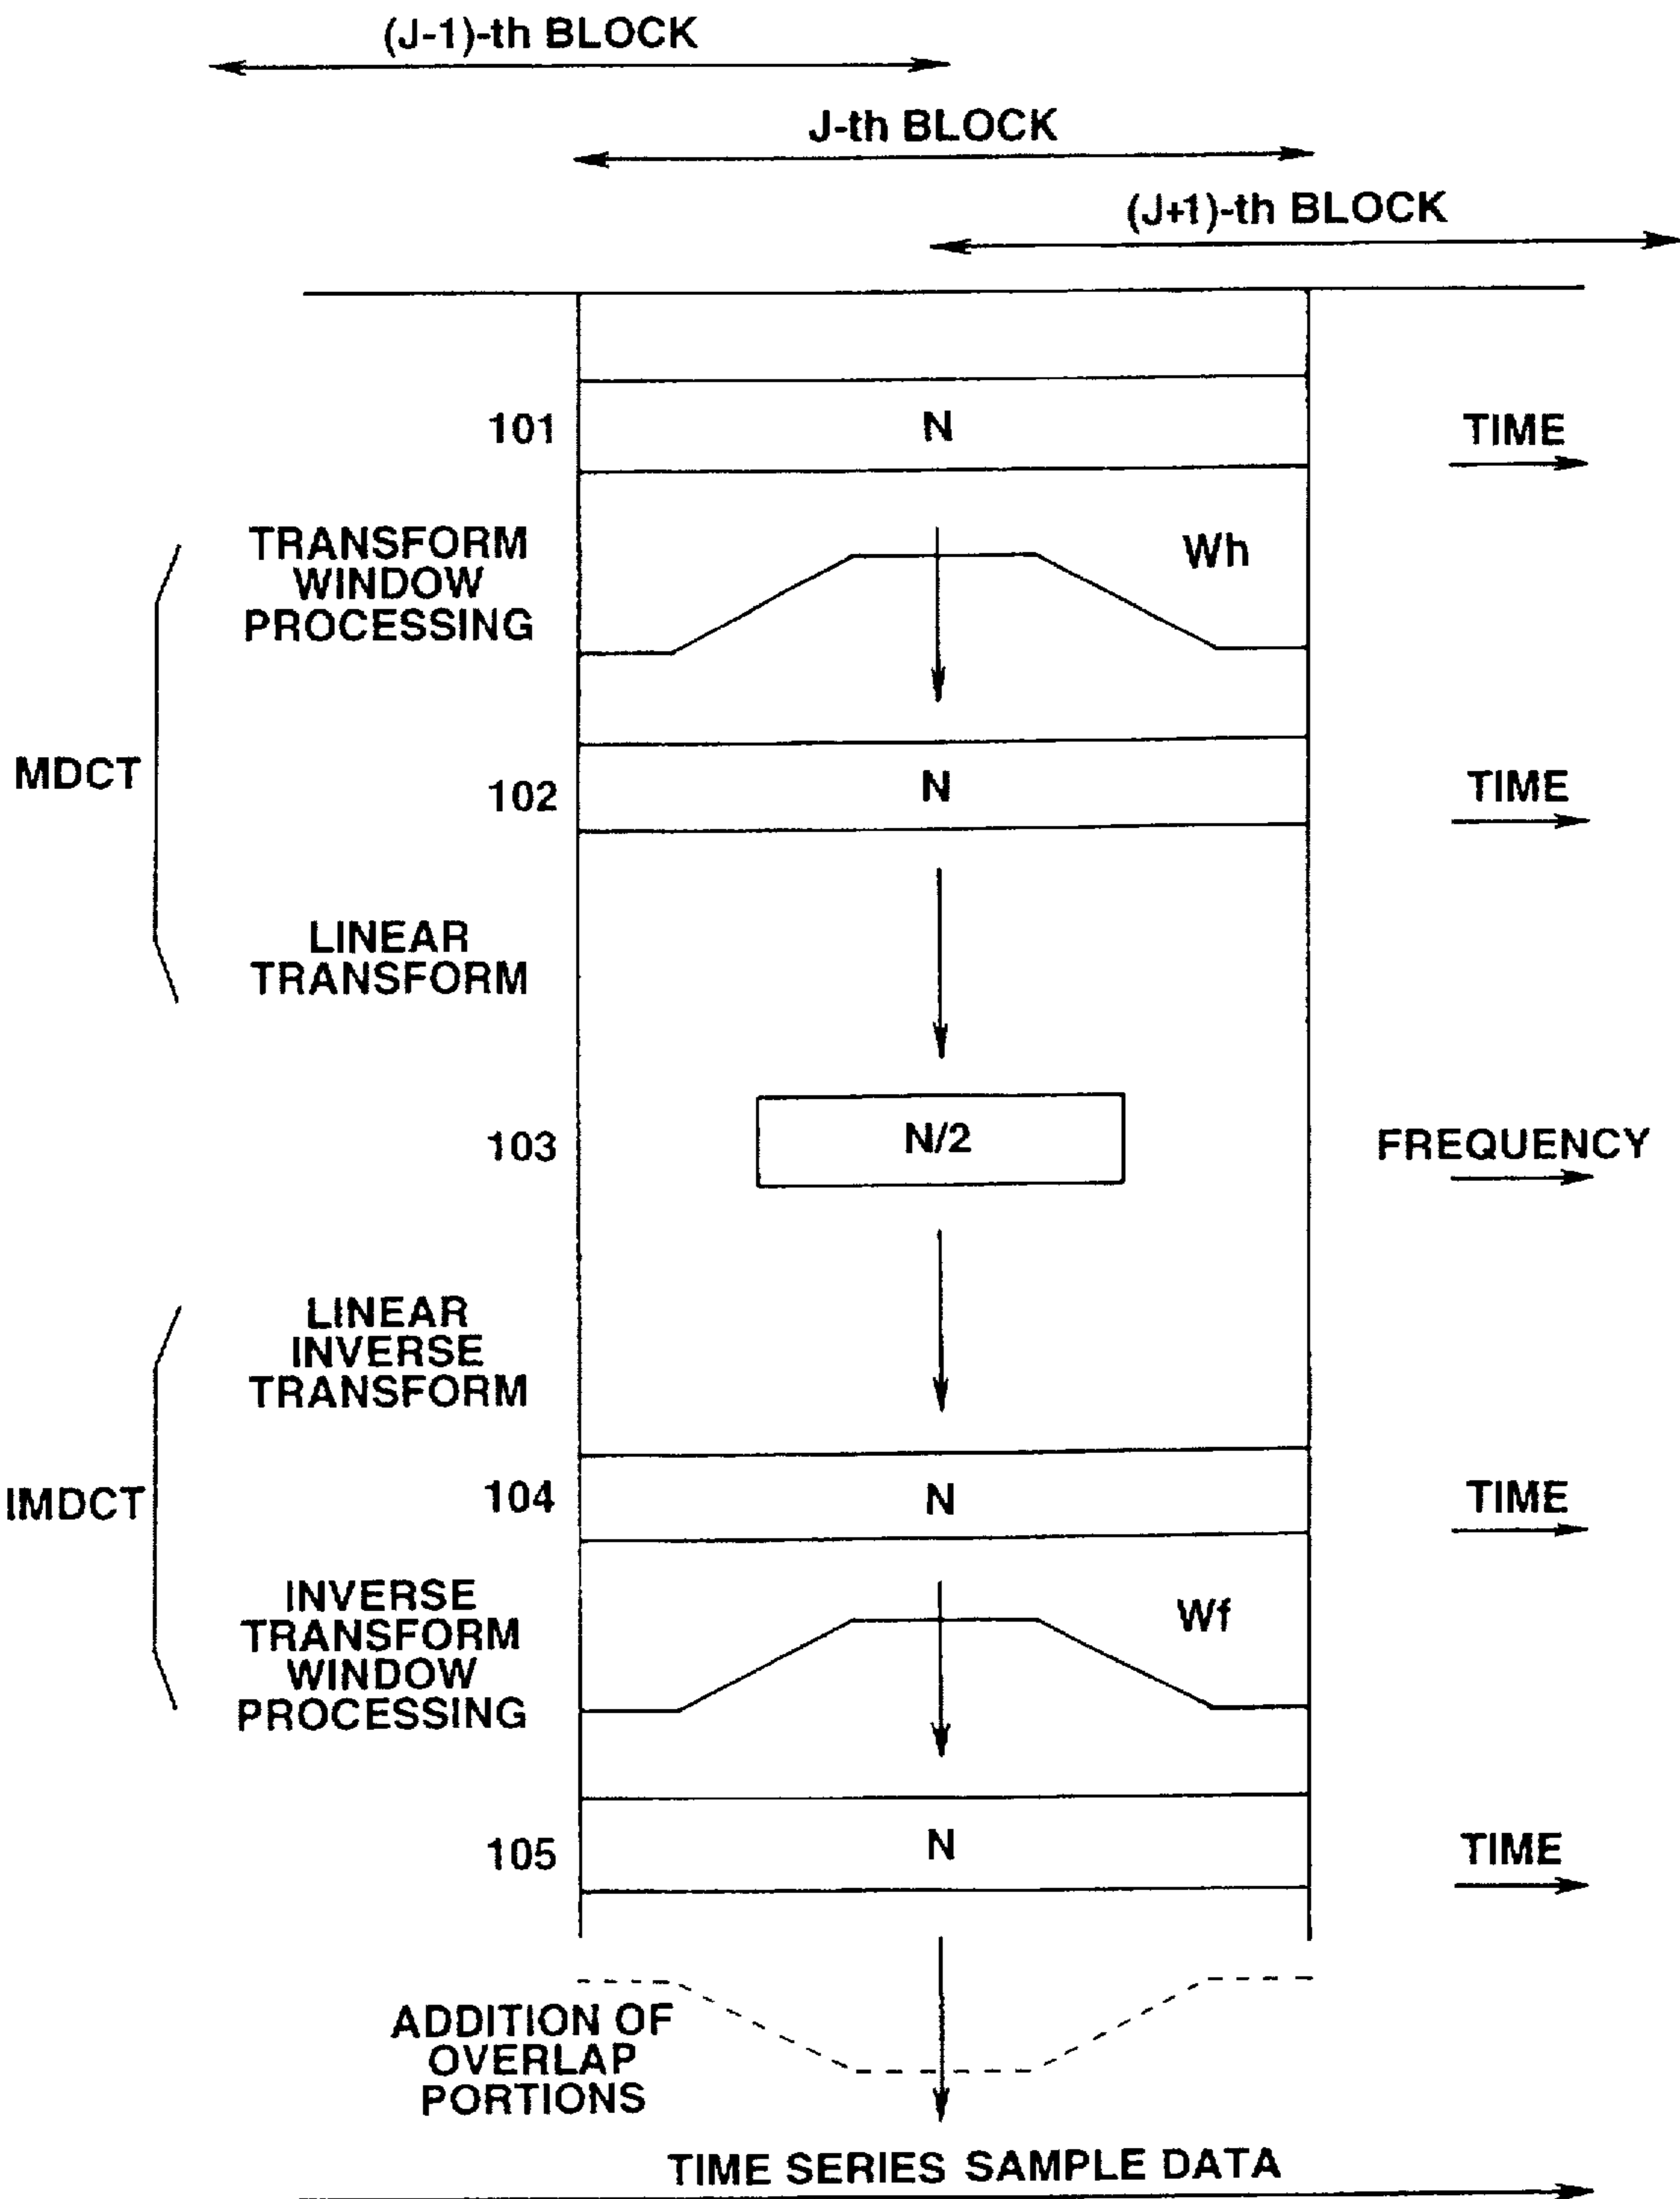 (J-1)-th BLOCK
J-th BLOCK
(J+1)-th BLOCK
101
N
TIME
TRANSFORM
WINDOW
PROCESSING
Wh
MDCT
102
N
TIME
LINEAR
TRANSFORM
103
N/2
FREQUENCY
LINEAR
INVERSE
TRANSFORM
IMDCT
104
N
TIME
INVERSE
TRANSFORM
WINDOW
PROCESSING
Wf
105
N
TIME
ADDITION OF
OVERLAP
PORTIONS
TIME SERIES SAMPLE DATA